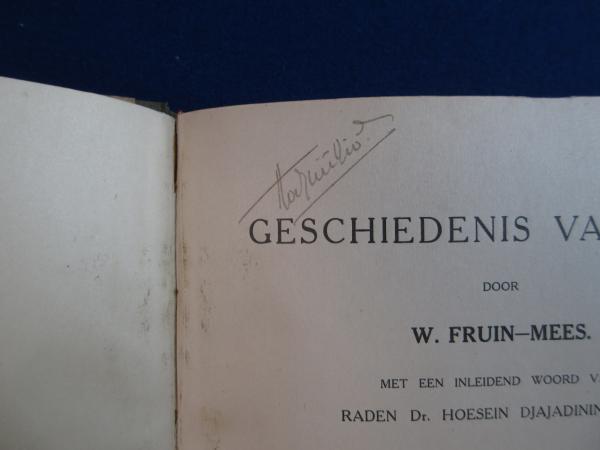 GESCHIEDENIS VA
DOOR
W. FRUIN—MEES.
MET EEN INLEIDEND WOORD V
RADEN Dr. HOESEIN DJAJADININ